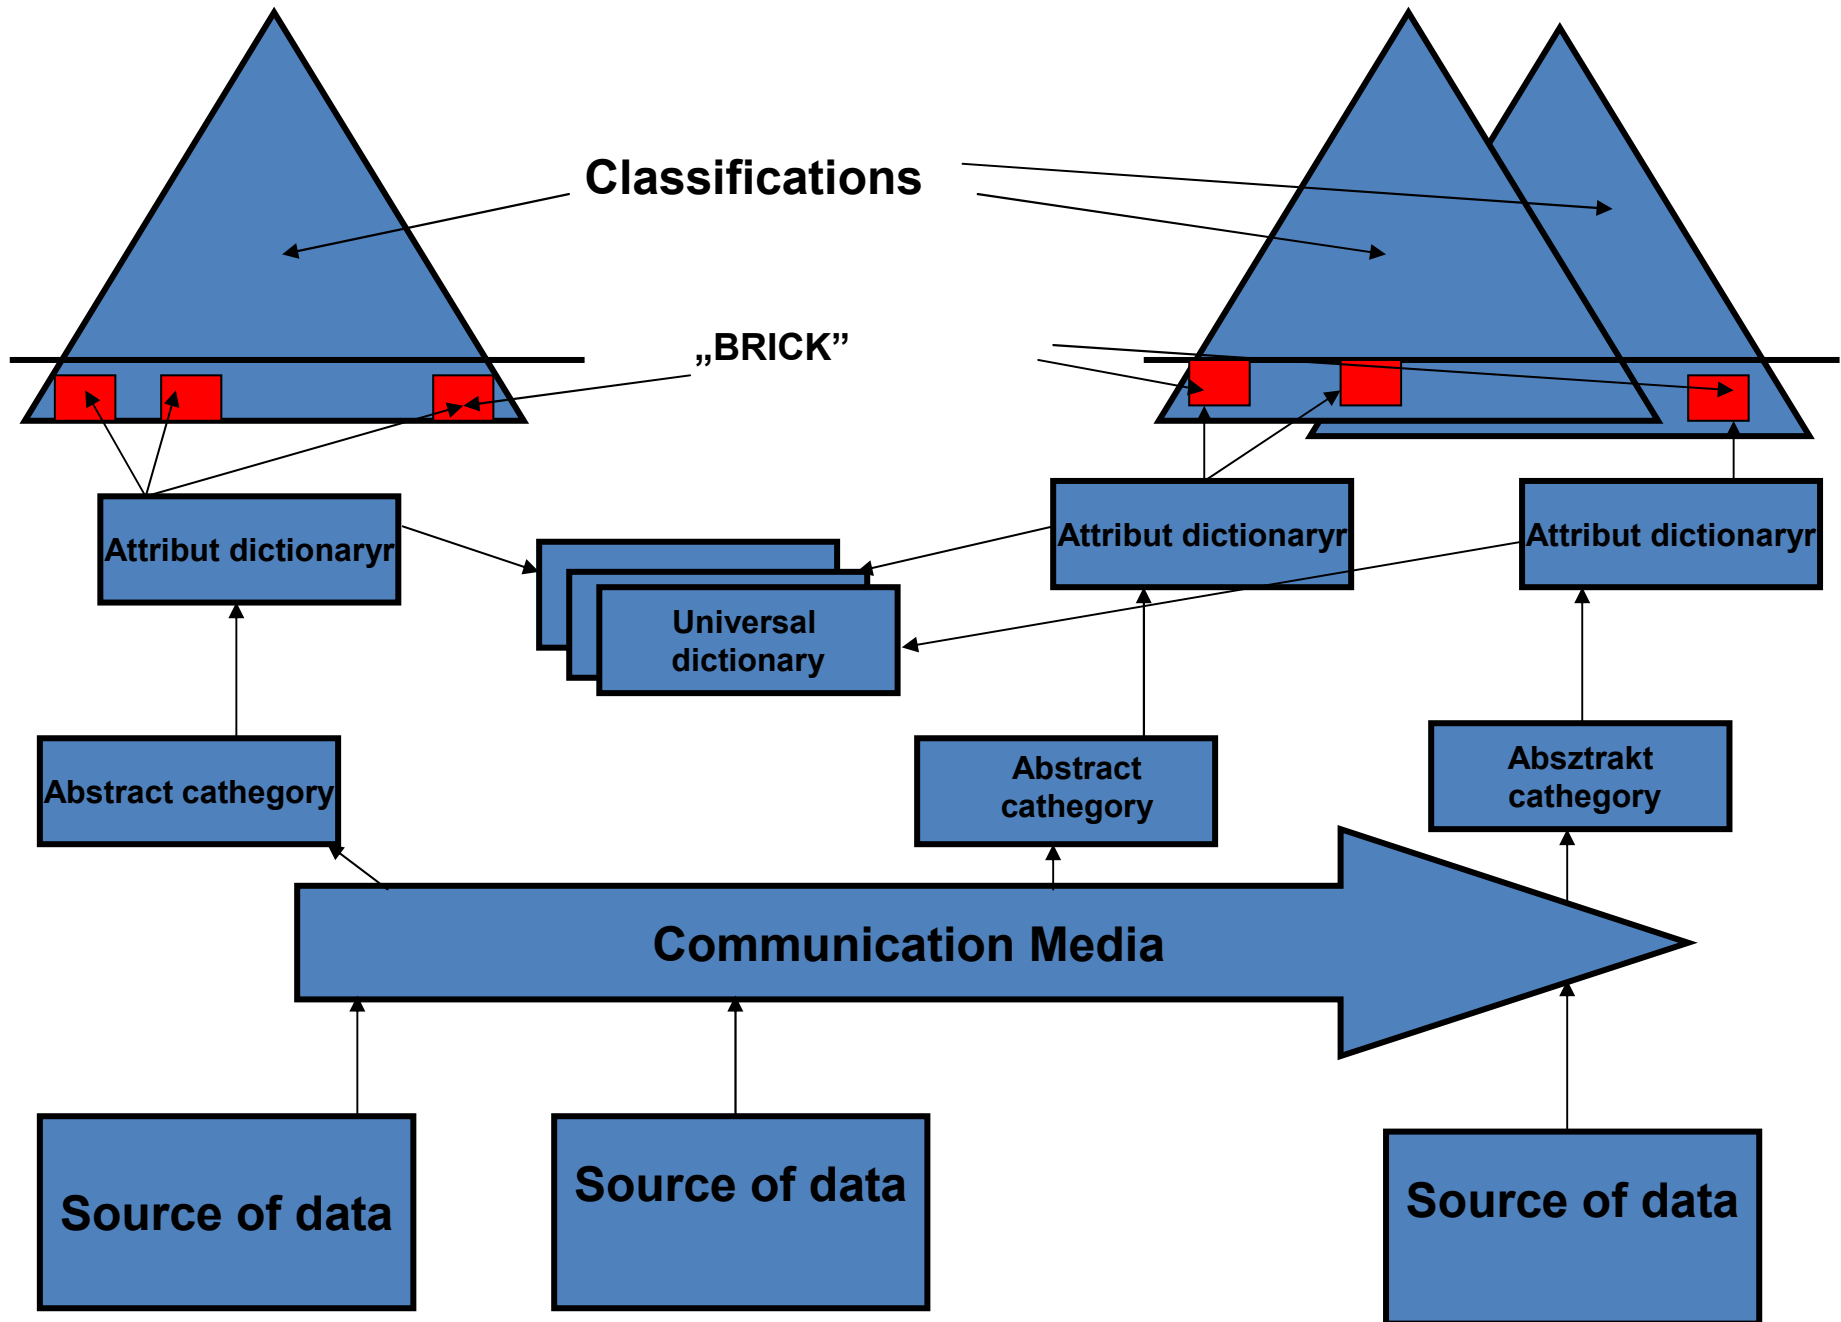 Classifications
„BRICK”
Attribut dictionaryr
Attribut dictionaryr
Attribut dictionaryr
Universal
dictionary
Abstract cathegory
Abstract
cathegory
Absztrakt
cathegory
Communication Media
Source of data
Source of data
Source of data